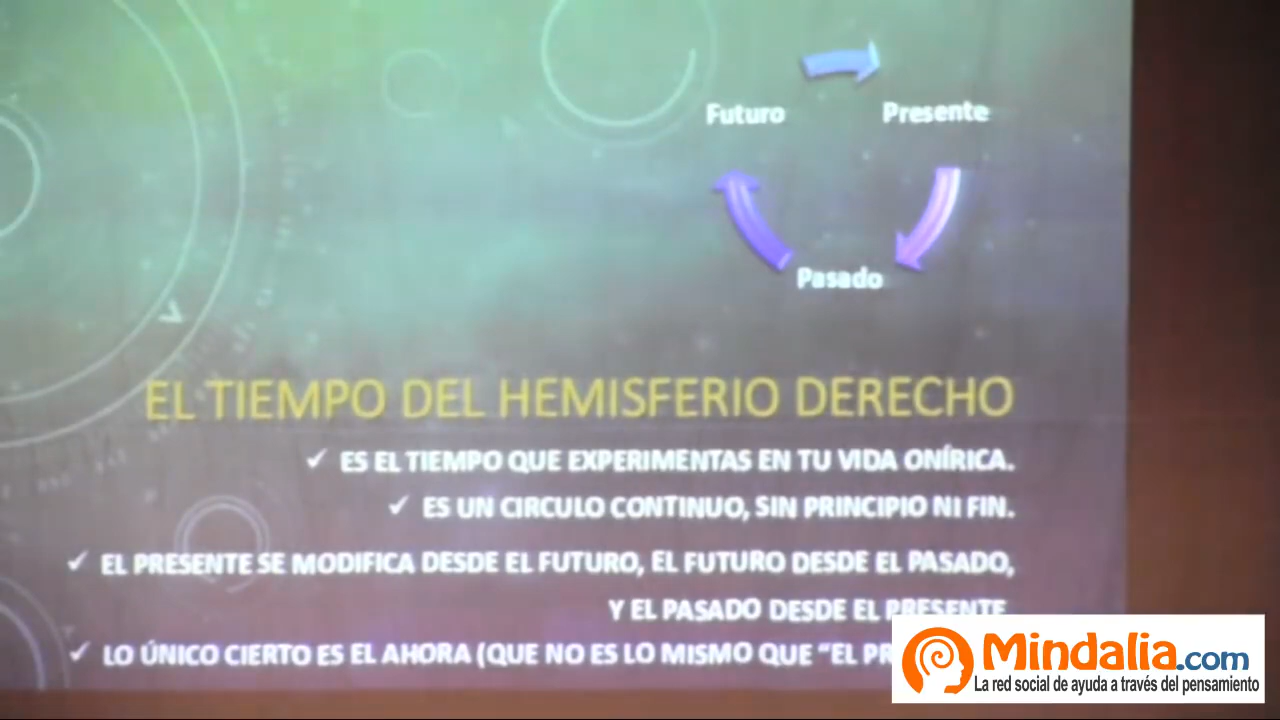 Futuro
Presente
Pasado
EL TIEMPO DEL HEMISFERIO DERECHO
✓ ES EL TIEMPO QUE EXPERIMENTAS EN TU VIDA ONÍRICA.
✓ ES UN CIRCULO CONTINUO, SIN PRINCIPIO NI FIN.
✓ EL PRESENTE SE MODIFICA DESDE EL FUTURO, EL FUTURO DESDE EL PASADO,
Y EL PASADO DESDE EL PRESENTE
✓ LO ÚNICO CIERTO ES EL AHORA (QUE NO ES LO MISMO QUE "EL
Mindalia.com
La red social de ayuda a través del pensamiento